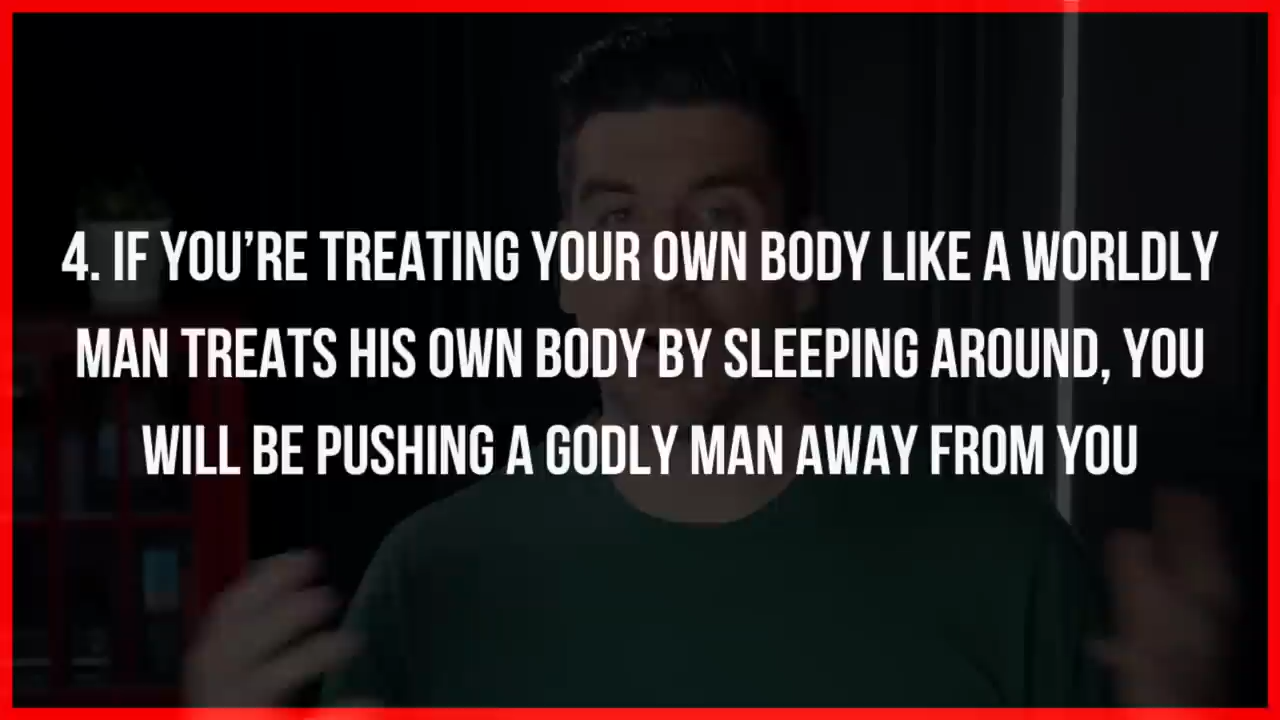 4. IF YOU’RE TREATING YOUR OWN BODY LIKE A WORLDLY
MAN TREATS HIS OWN BODY BY SLEEPING AROUND, YOU
WILL BE PUSHING A GODLY MAN AWAY FROM YOU